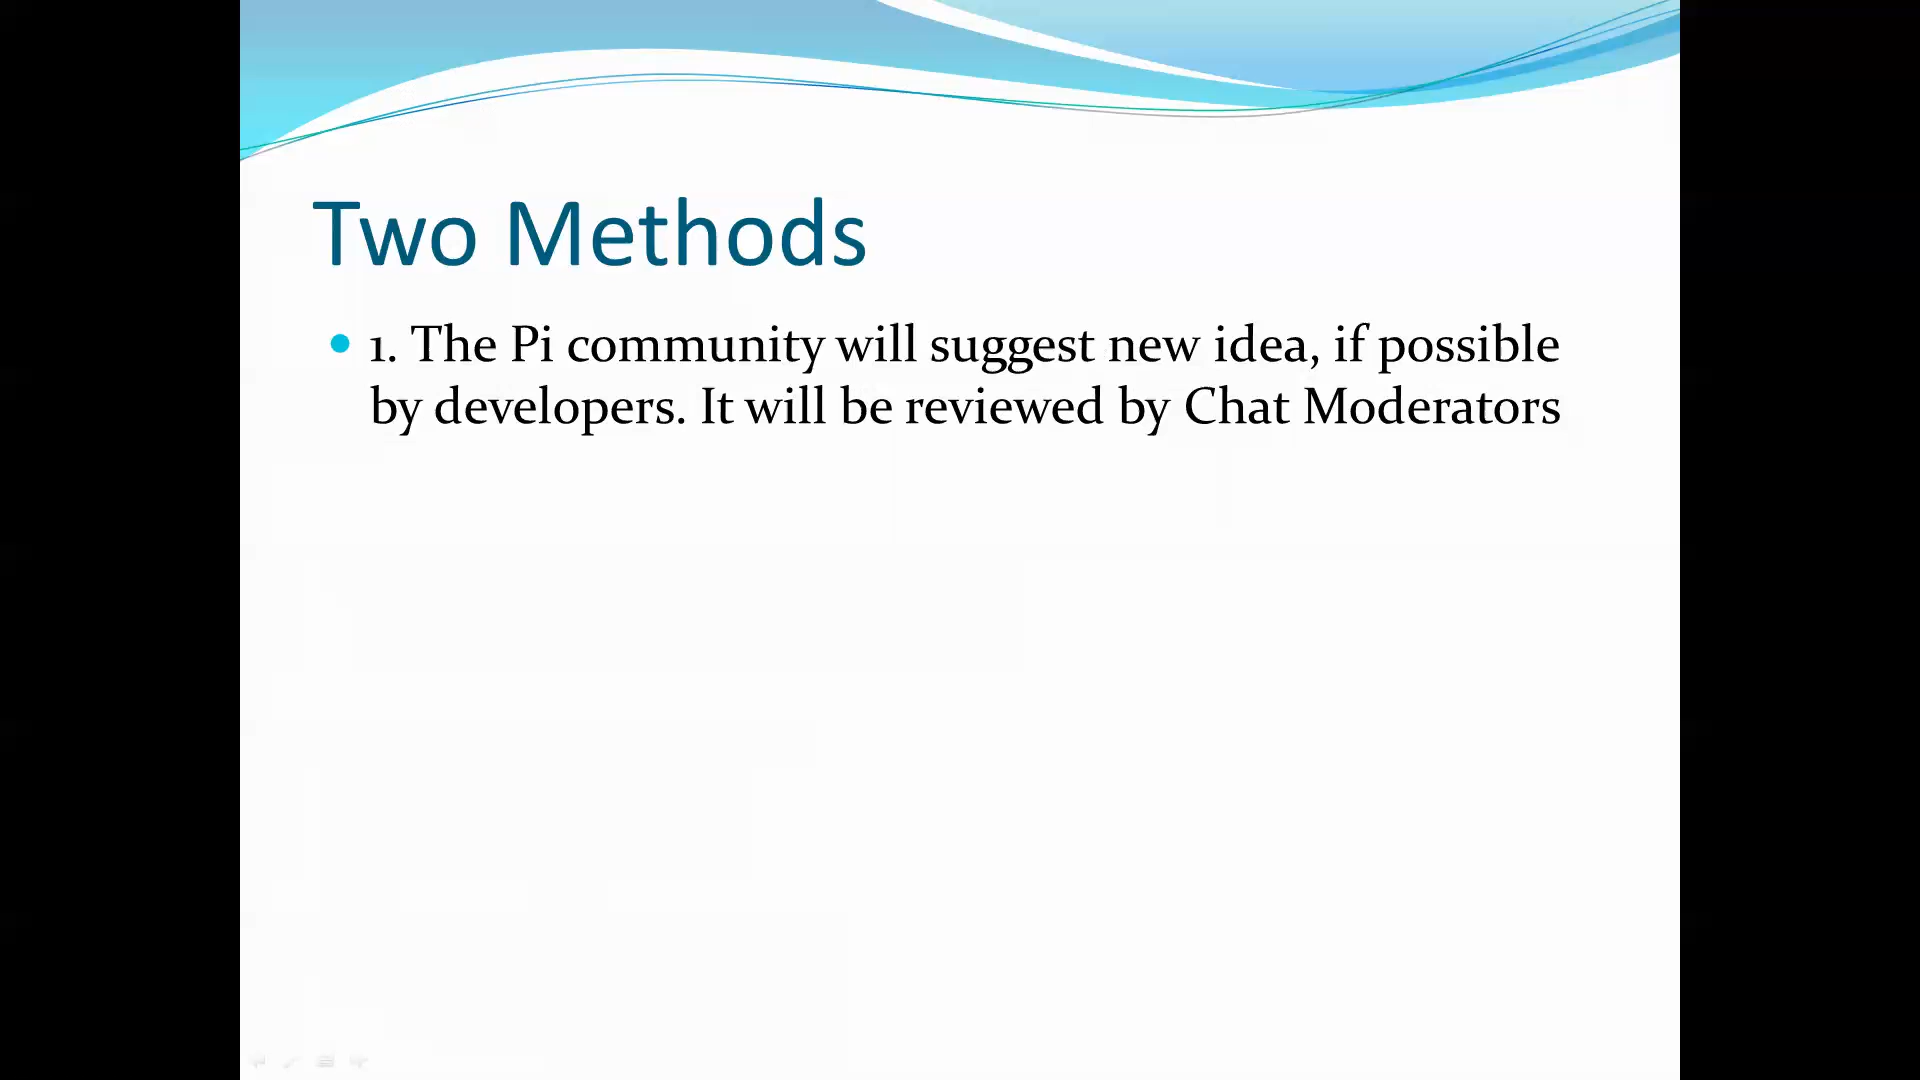 Two Methods
1. The Pi community will suggest new idea, if possible
by developers. It will be reviewed by Chat Moderators